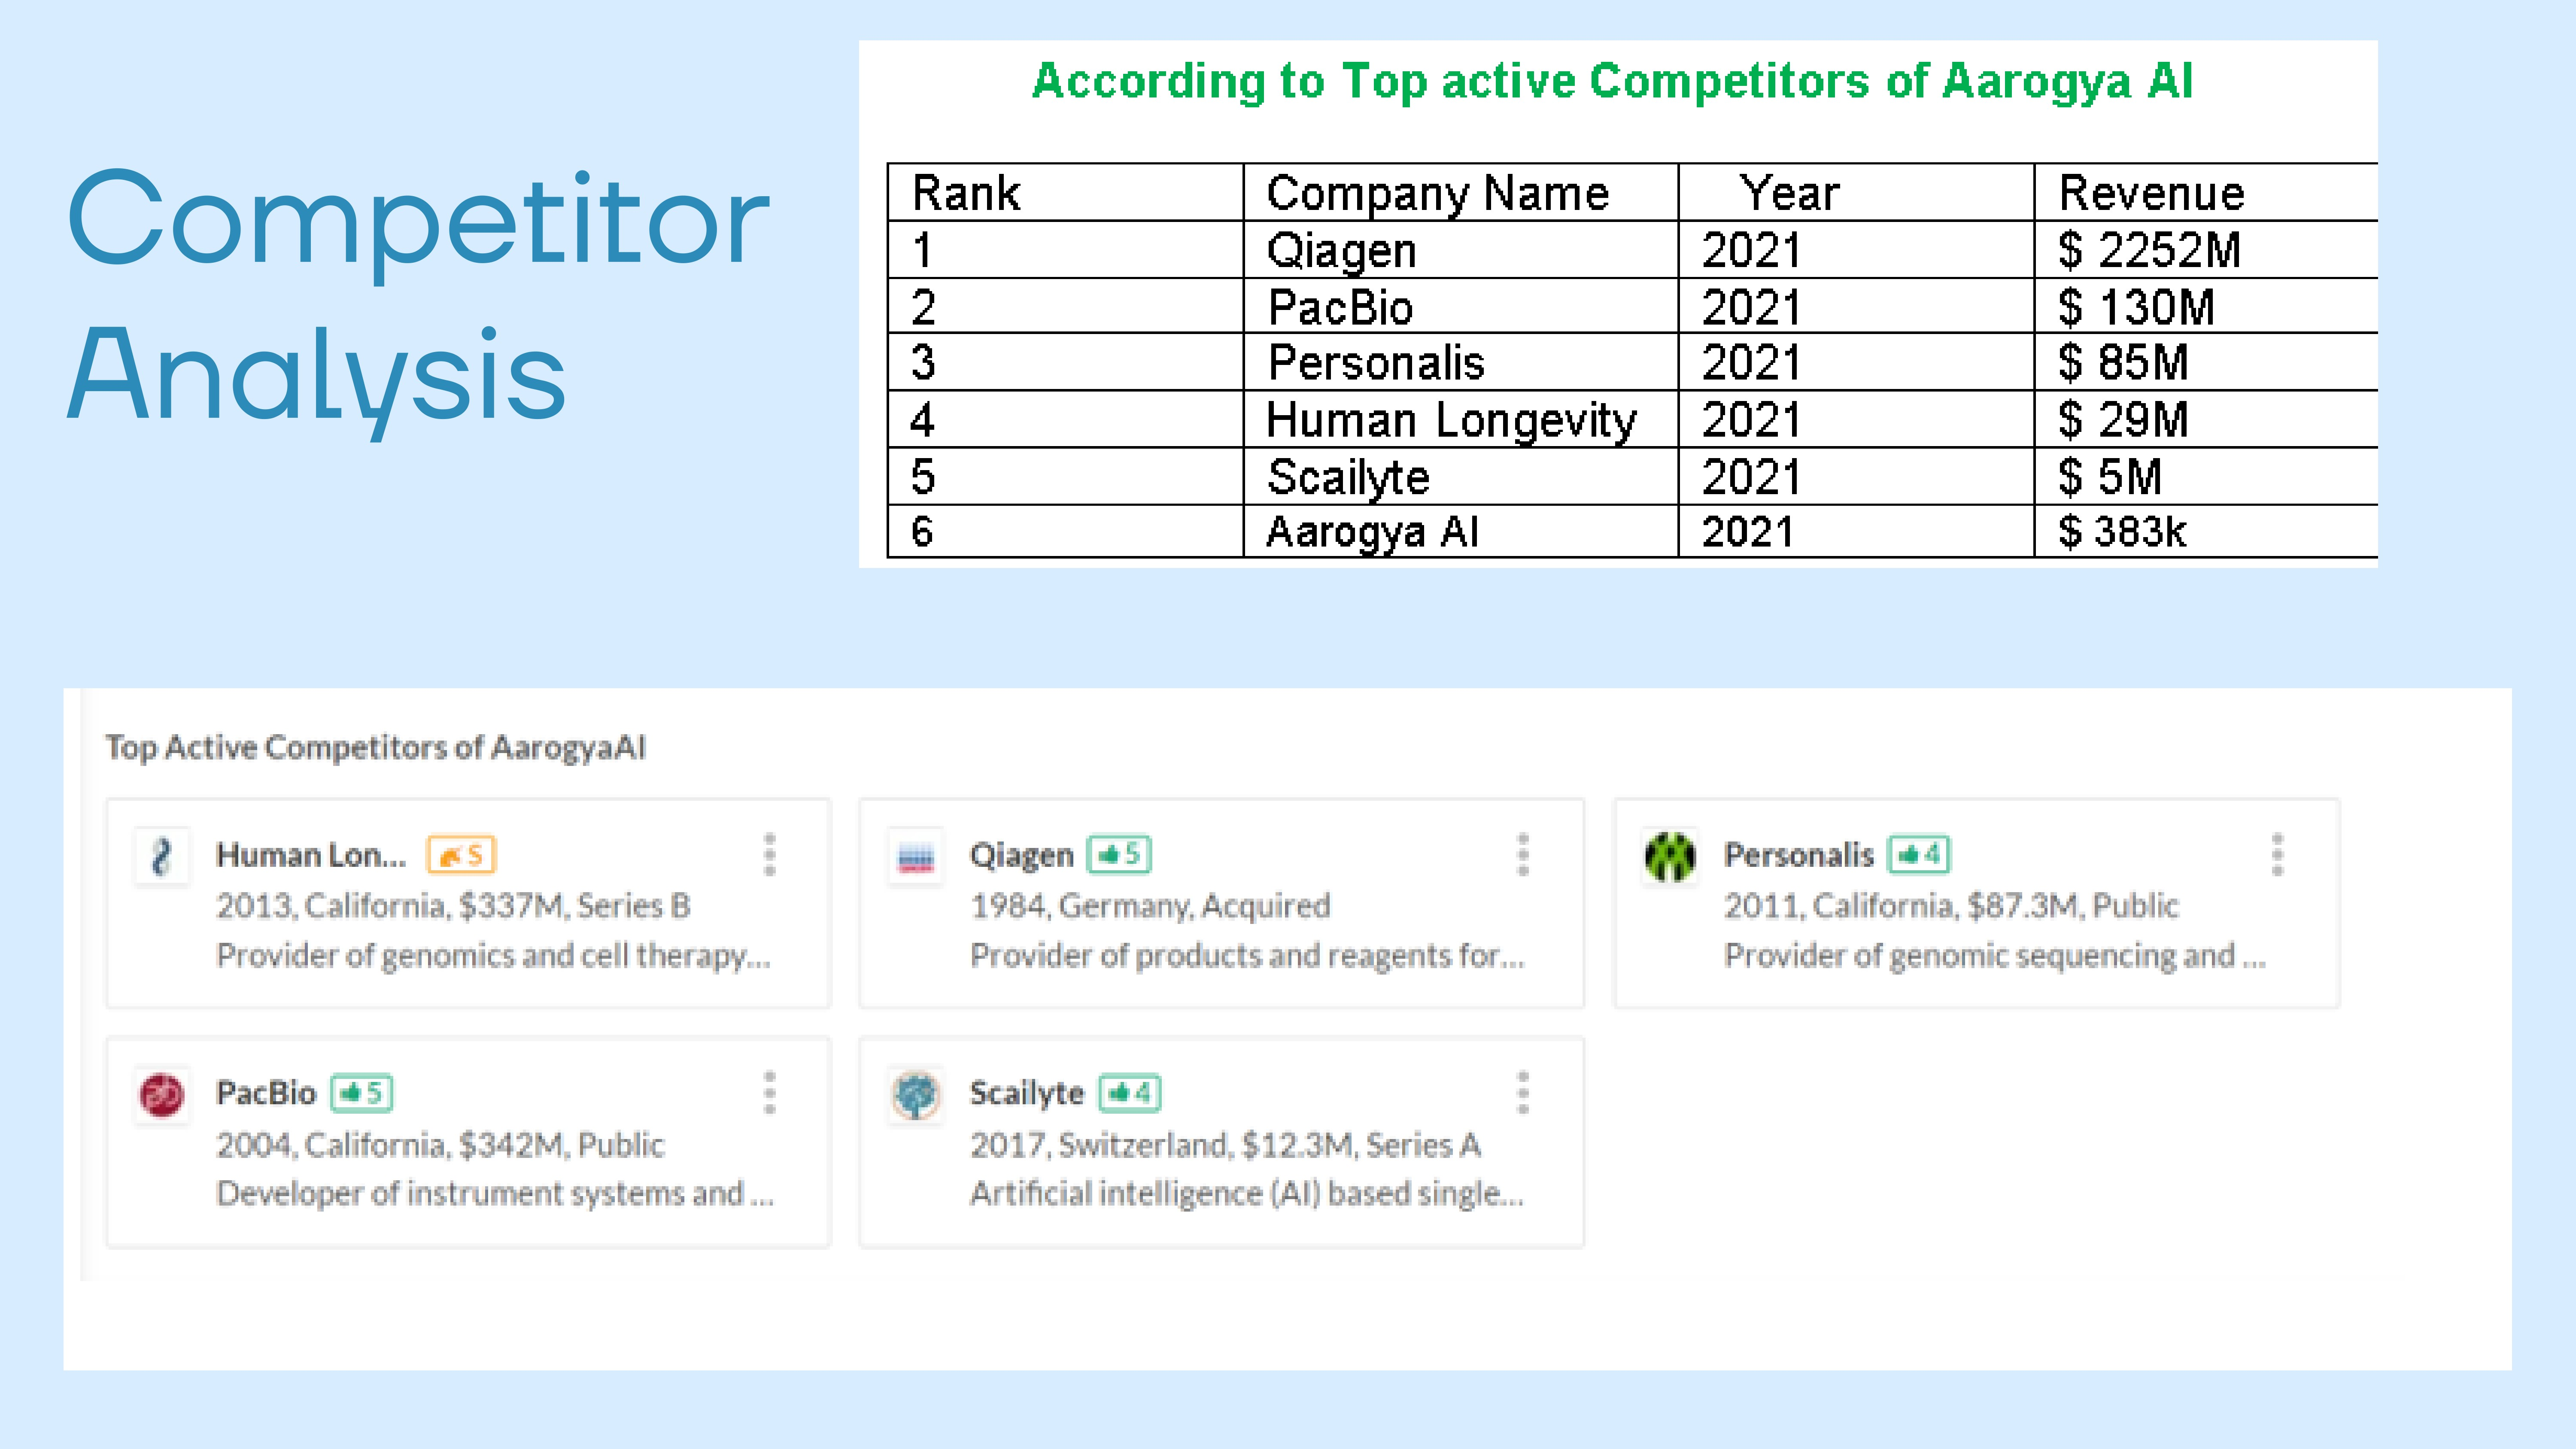 Competitor
Analysis
According to Top active Competitors of Aarogya AI
Rank Company Name Year Revenue
1 Qiagen 2021 $ 2252M
2 PacBio 2021 $ 130M
3 Personalis 2021 $ 85M
4 Human Longevity 2021 $ 29M
5 Scailyte 2021 $ 5M
6 Aarogya AI 2021 $ 383k
Top Active Competitors of AarogyaAI
Human Lon... S
2013, California, $337M, Series B
Provider of genomics and cell therapy...
Qiagen 5
1984, Germany, Acquired
Provider of products and reagents for...
Personalis 4
2011, California, $87.3M, Public
Provider of genomic sequencing and ...
PacBio 5
2004, California, $342M, Public
Developer of instrument systems and ...
Scailyte 4
2017, Switzerland, $12.3M, Series A
Artificial intelligence (AI) based single...